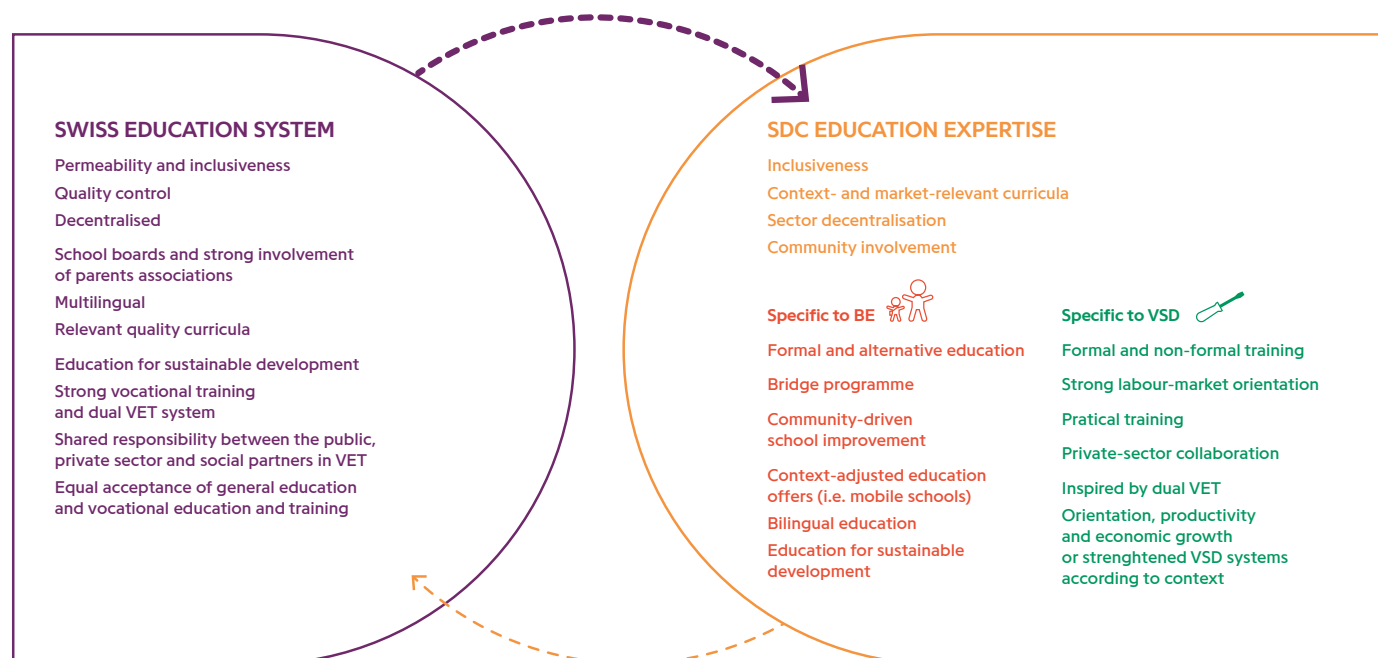 SWISS EDUCATION SYSTEM
Permeability and inclusiveness
Quality control
Decentralised
School boards and strong involvement
of parents associations
Multilingual
Relevant quality curricula
Education for sustainable development
Strong vocational training
and dual VET system
Shared responsibility between the public,
private sector and social partners in VET
Equal acceptance of general education
and vocational education and training
SDC EDUCATION EXPERTISE
Inclusiveness
Context- and market-relevant curricula
Sector decentralisation
Community involvement
Specific to BE
Formal and alternative education
Bridge programme
Community-driven
school improvement
Context-adjusted education
offers (i.e. mobile schools)
Bilingual education
Education for sustainable
development
Specific to VSD
Formal and non-formal training
Strong labour-market orientation
Pratical training
Private-sector collaboration
Inspired by dual VET
Orientation, productivity
and economic growth
or strenghtened VSD systems
according to context